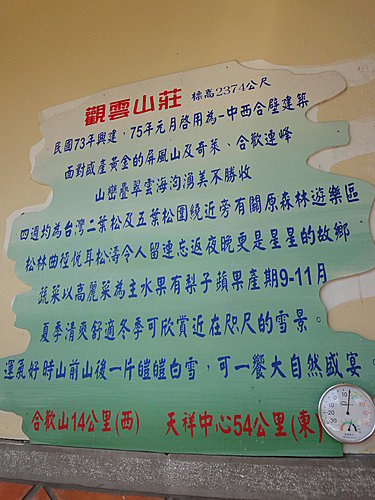 觀雲山莊 標高2374公尺
民國73年興建，75年元月啓用為一中西合壁建築
面對盛產黃金的屏風山及奇萊、合歡連峰
山巒疊翠雲海洶湧美不勝收
四週均為台灣二葉松及五葉松圍繞近旁有關原森林遊樂區
松林曲徑悅耳松濤令人留連忘返夜晚更是星星的故鄉
蔬菜以高麗菜為主水果有梨子蘋果產期9-11月
夏季清爽舒適冬季可欣賞近在咫尺的雪景。
運氣好時山前山後一片皚皚白雪，可一饗大自然盛宴。
合歡山14公里(西) 天祥中心54公里(東)